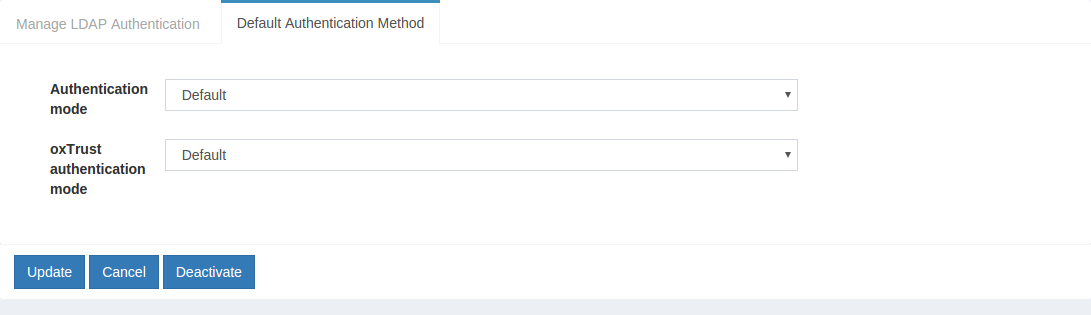 Manage LDAP Authentication
Default Authentication Method
Authentication
mode
Default
oxTrust
authentication
mode
Default
Update
Cancel
Deactivate